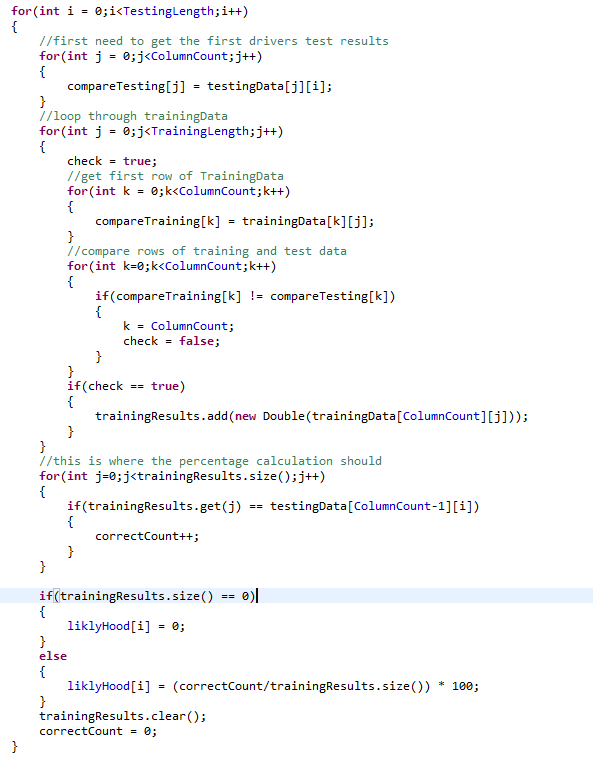 for(int i = 0;i<TestingLength;i++)
{
    //first need to get the first drivers test results
    for(int j = 0;j<ColumnCount;j++)
    {
        compareTesting[j] = testingData[j][i];
    }
    //loop through trainingData
    for(int j = 0;j<TrainingLength;j++)
    {
        check = true;
        //get first row of TrainingData
        for(int k = 0;k<ColumnCount;k++)
        {
            compareTraining[k] = trainingData[k][j];
        }
        //compare rows of training and test data
        for(int k=0;k<ColumnCount;k++)
        {
            if(compareTraining[k] != compareTesting[k])
            {
                k = ColumnCount;
                check = false;
            }
        }
        if(check == true)
        {
            trainingResults.add(new Double(trainingData[ColumnCount][j]));
        }
    }
    //this is where the percentage calculation should
    for(int j=0;j<trainingResults.size();j++)
    {
        if(trainingResults.get(j) == testingData[ColumnCount-1][i])
        {
            correctCount++;
        }
    }

    if(trainingResults.size() == 0)
    {
        liklyHood[i] = 0;
    }
    else
    {
        liklyHood[i] = (correctCount/trainingResults.size()) * 100;
    }
    trainingResults.clear();
    correctCount = 0;
}